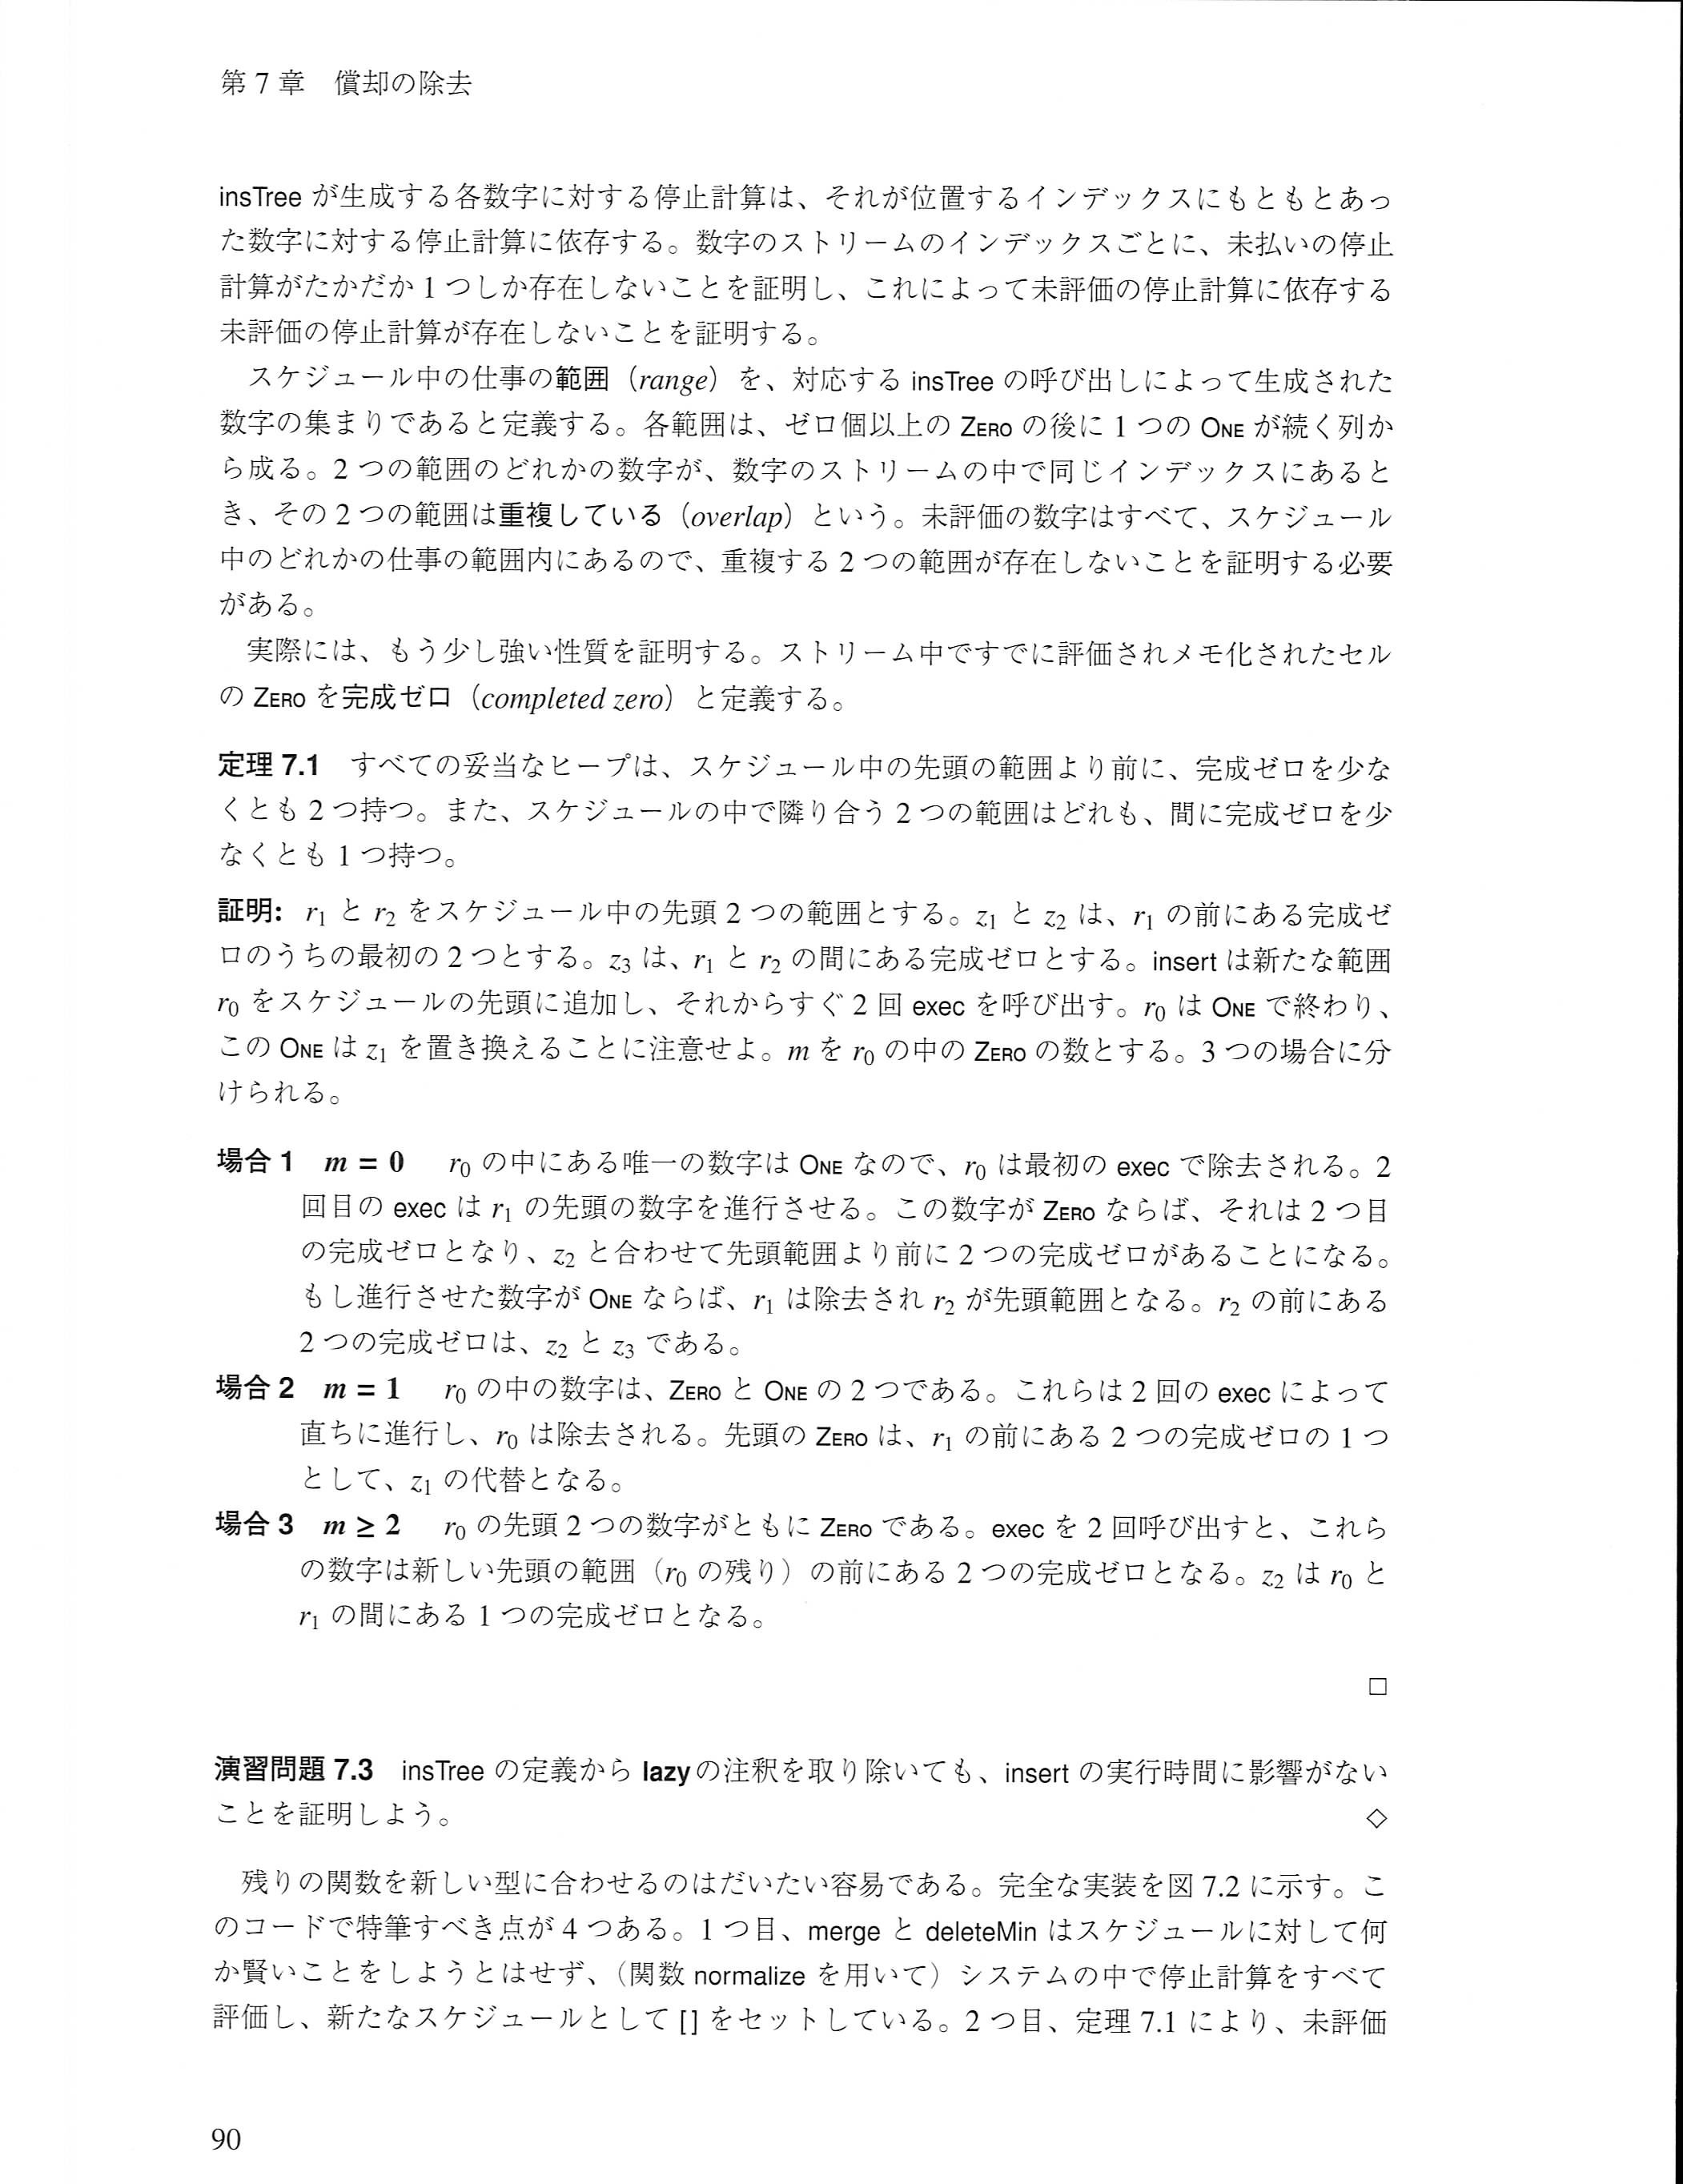 第 7 章　償却の除去
insTree が生成する各数字に対する停止計算は、それが位置するインデックスにもともとあっ
た数字に対する停止計算に依存する。数字のストリームのインデックスごとに、未払いの停止
計算がたかだか 1 つしか存在しないことを証明し、これによって未評価の停止計算に依存する
未評価の停止計算が存在しないことを証明する。
スケジュール中の仕事の範囲（range）を、対応する insTree の呼び出しによって生成された
数字の集まりであると定義する。各範囲は、ゼロ個以上の ZERO の後に 1 つの ONE が続く列か
ら成る。2 つの範囲のどれかの数字が、数字のストリームの中で同じインデックスにあると
き、その 2 つの範囲は重複している（overlap）という。未評価の数字はすべて、スケジュール
中のどれかの仕事の範囲内にあるので、重複する 2 つの範囲が存在しないことを証明する必要
がある。
実際には、もう少し強い性質を証明する。ストリーム中ですでに評価されメモ化されたセル
の ZERO を完成ゼロ（completed zero）と定義する。
定理 7.1　すべての妥当なヒープは、スケジュール中の先頭の範囲より前に、完成ゼロを少な
くとも 2 つ持つ。また、スケジュールの中で隣り合う 2 つの範囲はどれも、間に完成ゼロを少
なくとも 1 つ持つ。
証明: r₁ と r₂ をスケジュール中の先頭 2 つの範囲とする。z₁ と z₂ は、r₁ の前にある完成ゼ
ロのうちの最初の 2 つとする。z₃ は、r₁ と r₂ の間にある完成ゼロとする。insert は新たな範囲
r₀ をスケジュールの先頭に追加し、それからすぐ 2 回 exec を呼び出す。r₀ は ONE で終わり、
この ONE は z₁ を置き換えることに注意せよ。m を r₀ の中の ZERO の数とする。3 つの場合に分
けられる。
場合 1　m = 0　r₀ の中にある唯一の数字は ONE なので、r₀ は最初の exec で除去される。2
回目の exec は r₁ の先頭の数字を進行させる。この数字が ZERO ならば、それは 2 つ目
の完成ゼロとなり、z₂ と合わせて先頭範囲より前に 2 つの完成ゼロがあることになる。
もし進行させた数字が ONE ならば、r₁ は除去され r₂ が先頭範囲となる。r₂ の前にある
2 つの完成ゼロは、z₂ と z₃ である。
場合 2　m = 1　r₀ の中の数字は、ZERO と ONE の 2 つである。これらは 2 回の exec によって
直ちに進行し、r₀ は除去される。先頭の ZERO は、r₁ の前にある 2 つの完成ゼロの 1 つ
として、z₁ の代替となる。
場合 3　m ≥ 2　r₀ の先頭 2 つの数字がともに ZERO である。exec を 2 回呼び出すと、これら
の数字は新しい先頭の範囲（r₀ の残り）の前にある 2 つの完成ゼロとなる。z₂ は r₀ と
r₁ の間にある 1 つの完成ゼロとなる。
□
演習問題 7.3　insTree の定義から lazyの注釈を取り除いても、insert の実行時間に影響がない
ことを証明しよう。 ◇
残りの関数を新しい型に合わせるのはだいたい容易である。完全な実装を図 7.2 に示す。こ
のコードで特筆すべき点が 4 つある。1 つ目、merge と deleteMin はスケジュールに対して何
か賢いことをしようとはせず、（関数 normalize を用いて）システムの中で停止計算をすべて
評価し、新たなスケジュールとして [] をセットしている。2 つ目、定理 7.1 により、未評価
90